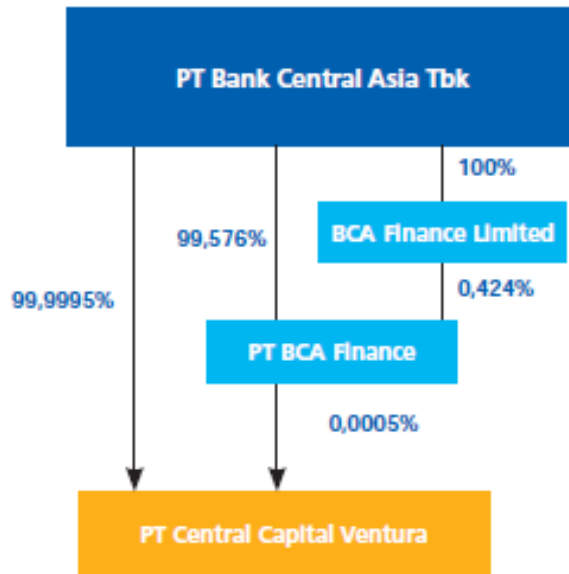 PT Bank Central Asia Tbk
100%
99,576%
BCA Finance Limited
99,9995%
0,424%
PT BCA Finance
0,0005%
PT Central Capital Ventura